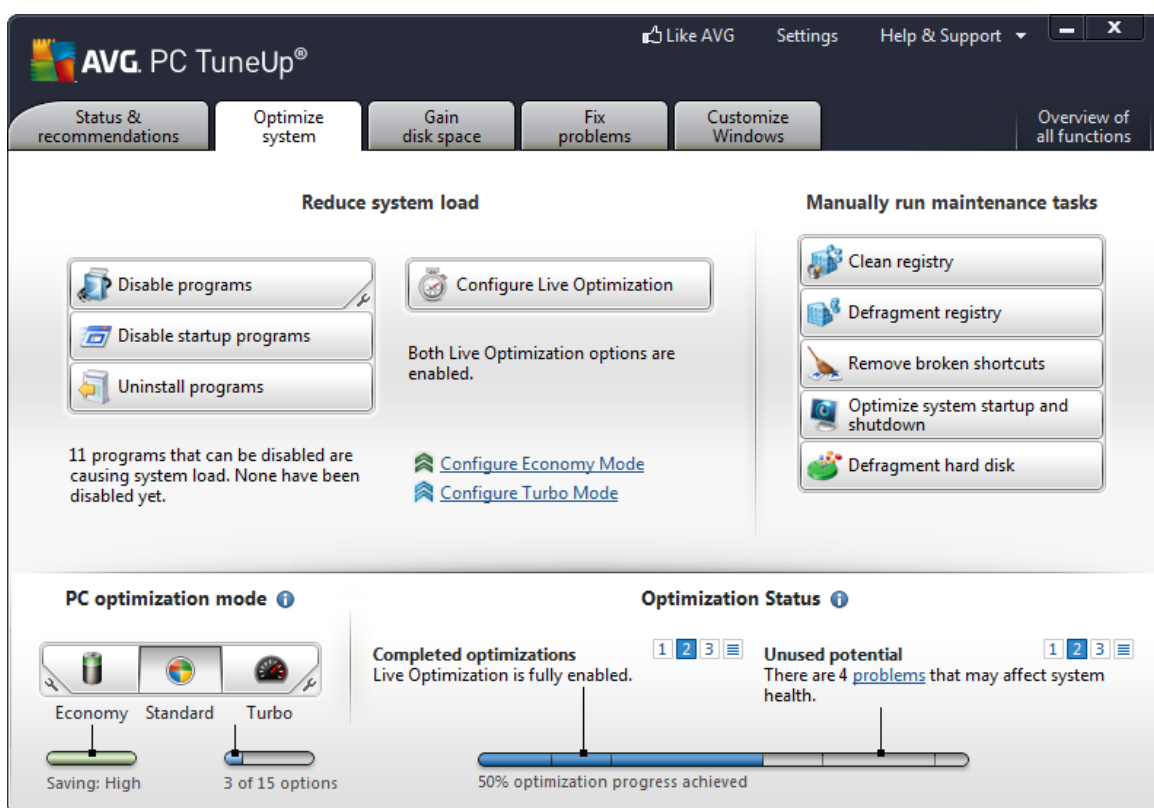 AVG. PC TuneUp®
Like AVG
Settings
Help & Support
X
Status &
recommendations
Optimize
system
Gain
disk space
Fix
problems
Customize
Windows
Overview of
all functions
Reduce system load
Disable programs
Disable startup programs
Uninstall programs
11 programs that can be disabled are
causing system load. None have been
disabled yet.
Configure Live Optimization
Both Live Optimization options are
enabled.
Configure Economy Mode
Configure Turbo Mode
Manually run maintenance tasks
Clean registry
Defragment registry
Remove broken shortcuts
Optimize system startup and
shutdown
Defragment hard disk
PC optimization mode
Economy
Standard
Turbo
Saving: High
3 of 15 options
Optimization Status
Completed optimizations
1 2 3
Live Optimization is fully enabled.
Unused potential
1 2 3
There are 4 problems that may affect system
health.
50% optimization progress achieved